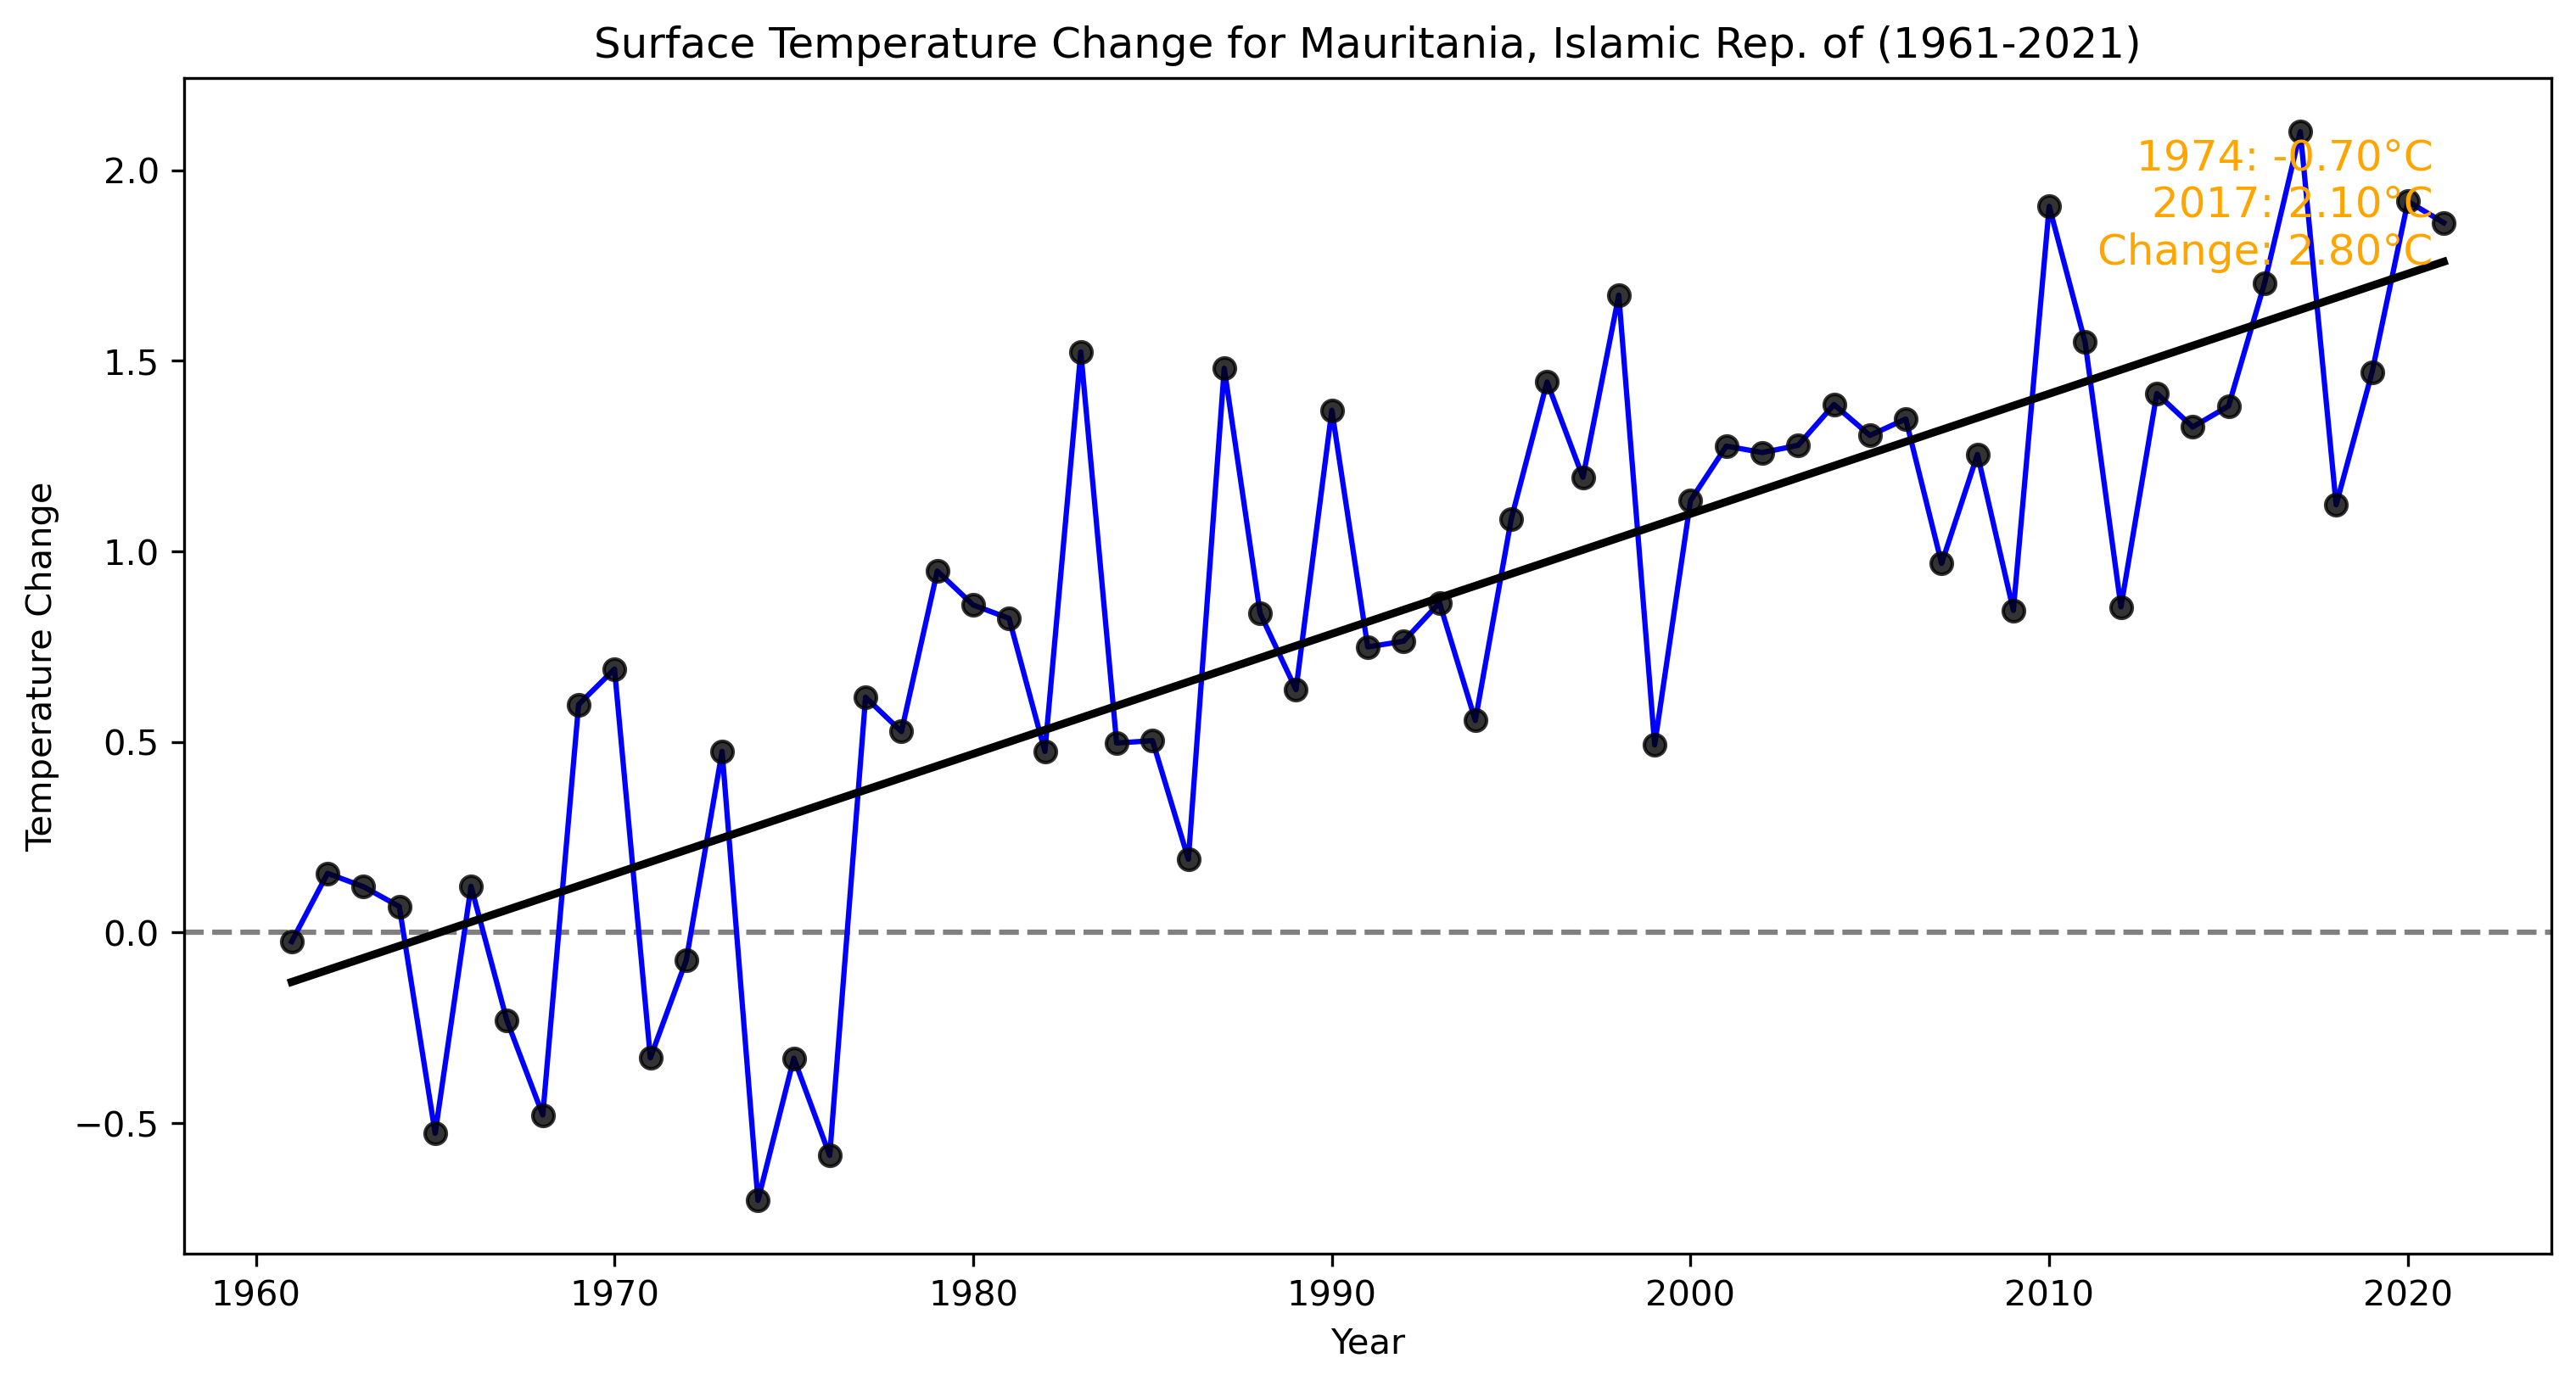 Surface Temperature Change for Mauritania, Islamic Rep. of (1961-2021)
1974: -0.70°C
2017: 2.10°C
Change: 2.80°C
Temperature Change
2.0
1.5
1.0
0.5
0.0
−0.5
1960 1970 1980 1990 2000 2010 2020
Year